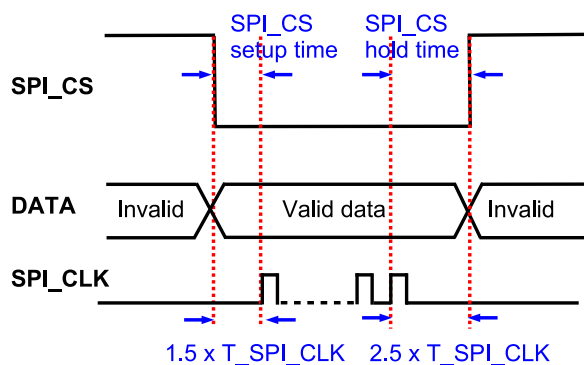 SPI_CS
setup time
SPI_CS
hold time
SPI_CS
DATA
Invalid
Valid data
Invalid
SPI_CLK
1.5 x T_SPI_CLK
2.5 x T_SPI_CLK